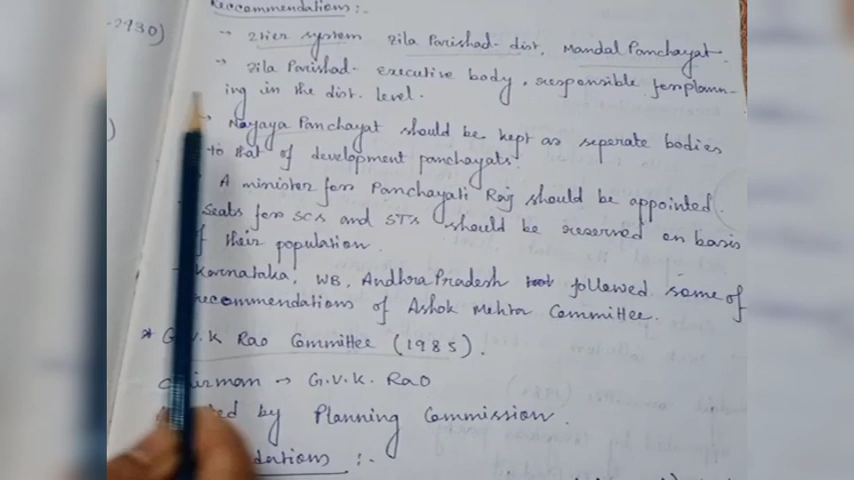 Reccommendations :-
-2930)
→ 2tier system zila Parishad - dist, Mandal Panchayat.
→ zila Parishad - executive body, responsible for plann-
ing in the dist. level.
Nayaya Panchayat should be kept as seperate bodies
to that of development panchayats.
A minister for Panchayati Raj should be appointed.
Seats for SCs and STs should be reserved on basis
of their population.
Karnataka, WB, Andhra Pradesh followed some of
recommendations of Ashok Mehta Committee.
* G.V.K Rao Committee (1985).
Chairman → G.V.K. Rao
by Planning Commission.
dations :-